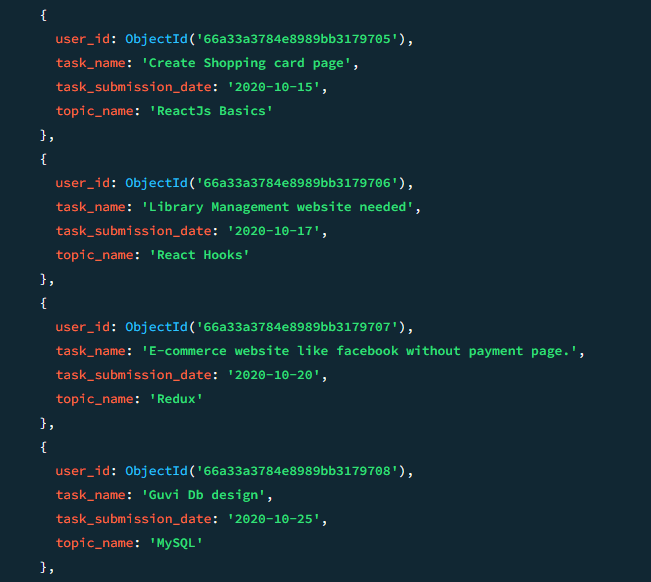 {
user_id: ObjectId('66a33a3784e8989bb3179705'),
task_name: 'Create Shopping card page',
task_submission_date: '2020-10-15',
topic_name: 'ReactJs Basics'
},
{
user_id: ObjectId('66a33a3784e8989bb3179706'),
task_name: 'Library Management website needed',
task_submission_date: '2020-10-17',
topic_name: 'React Hooks'
},
{
user_id: ObjectId('66a33a3784e8989bb3179707'),
task_name: 'E-commerce website like facebook without payment page.',
task_submission_date: '2020-10-20',
topic_name: 'Redux'
},
{
user_id: ObjectId('66a33a3784e8989bb3179708'),
task_name: 'Guvi Db design',
task_submission_date: '2020-10-25',
topic_name: 'MySQL'
},